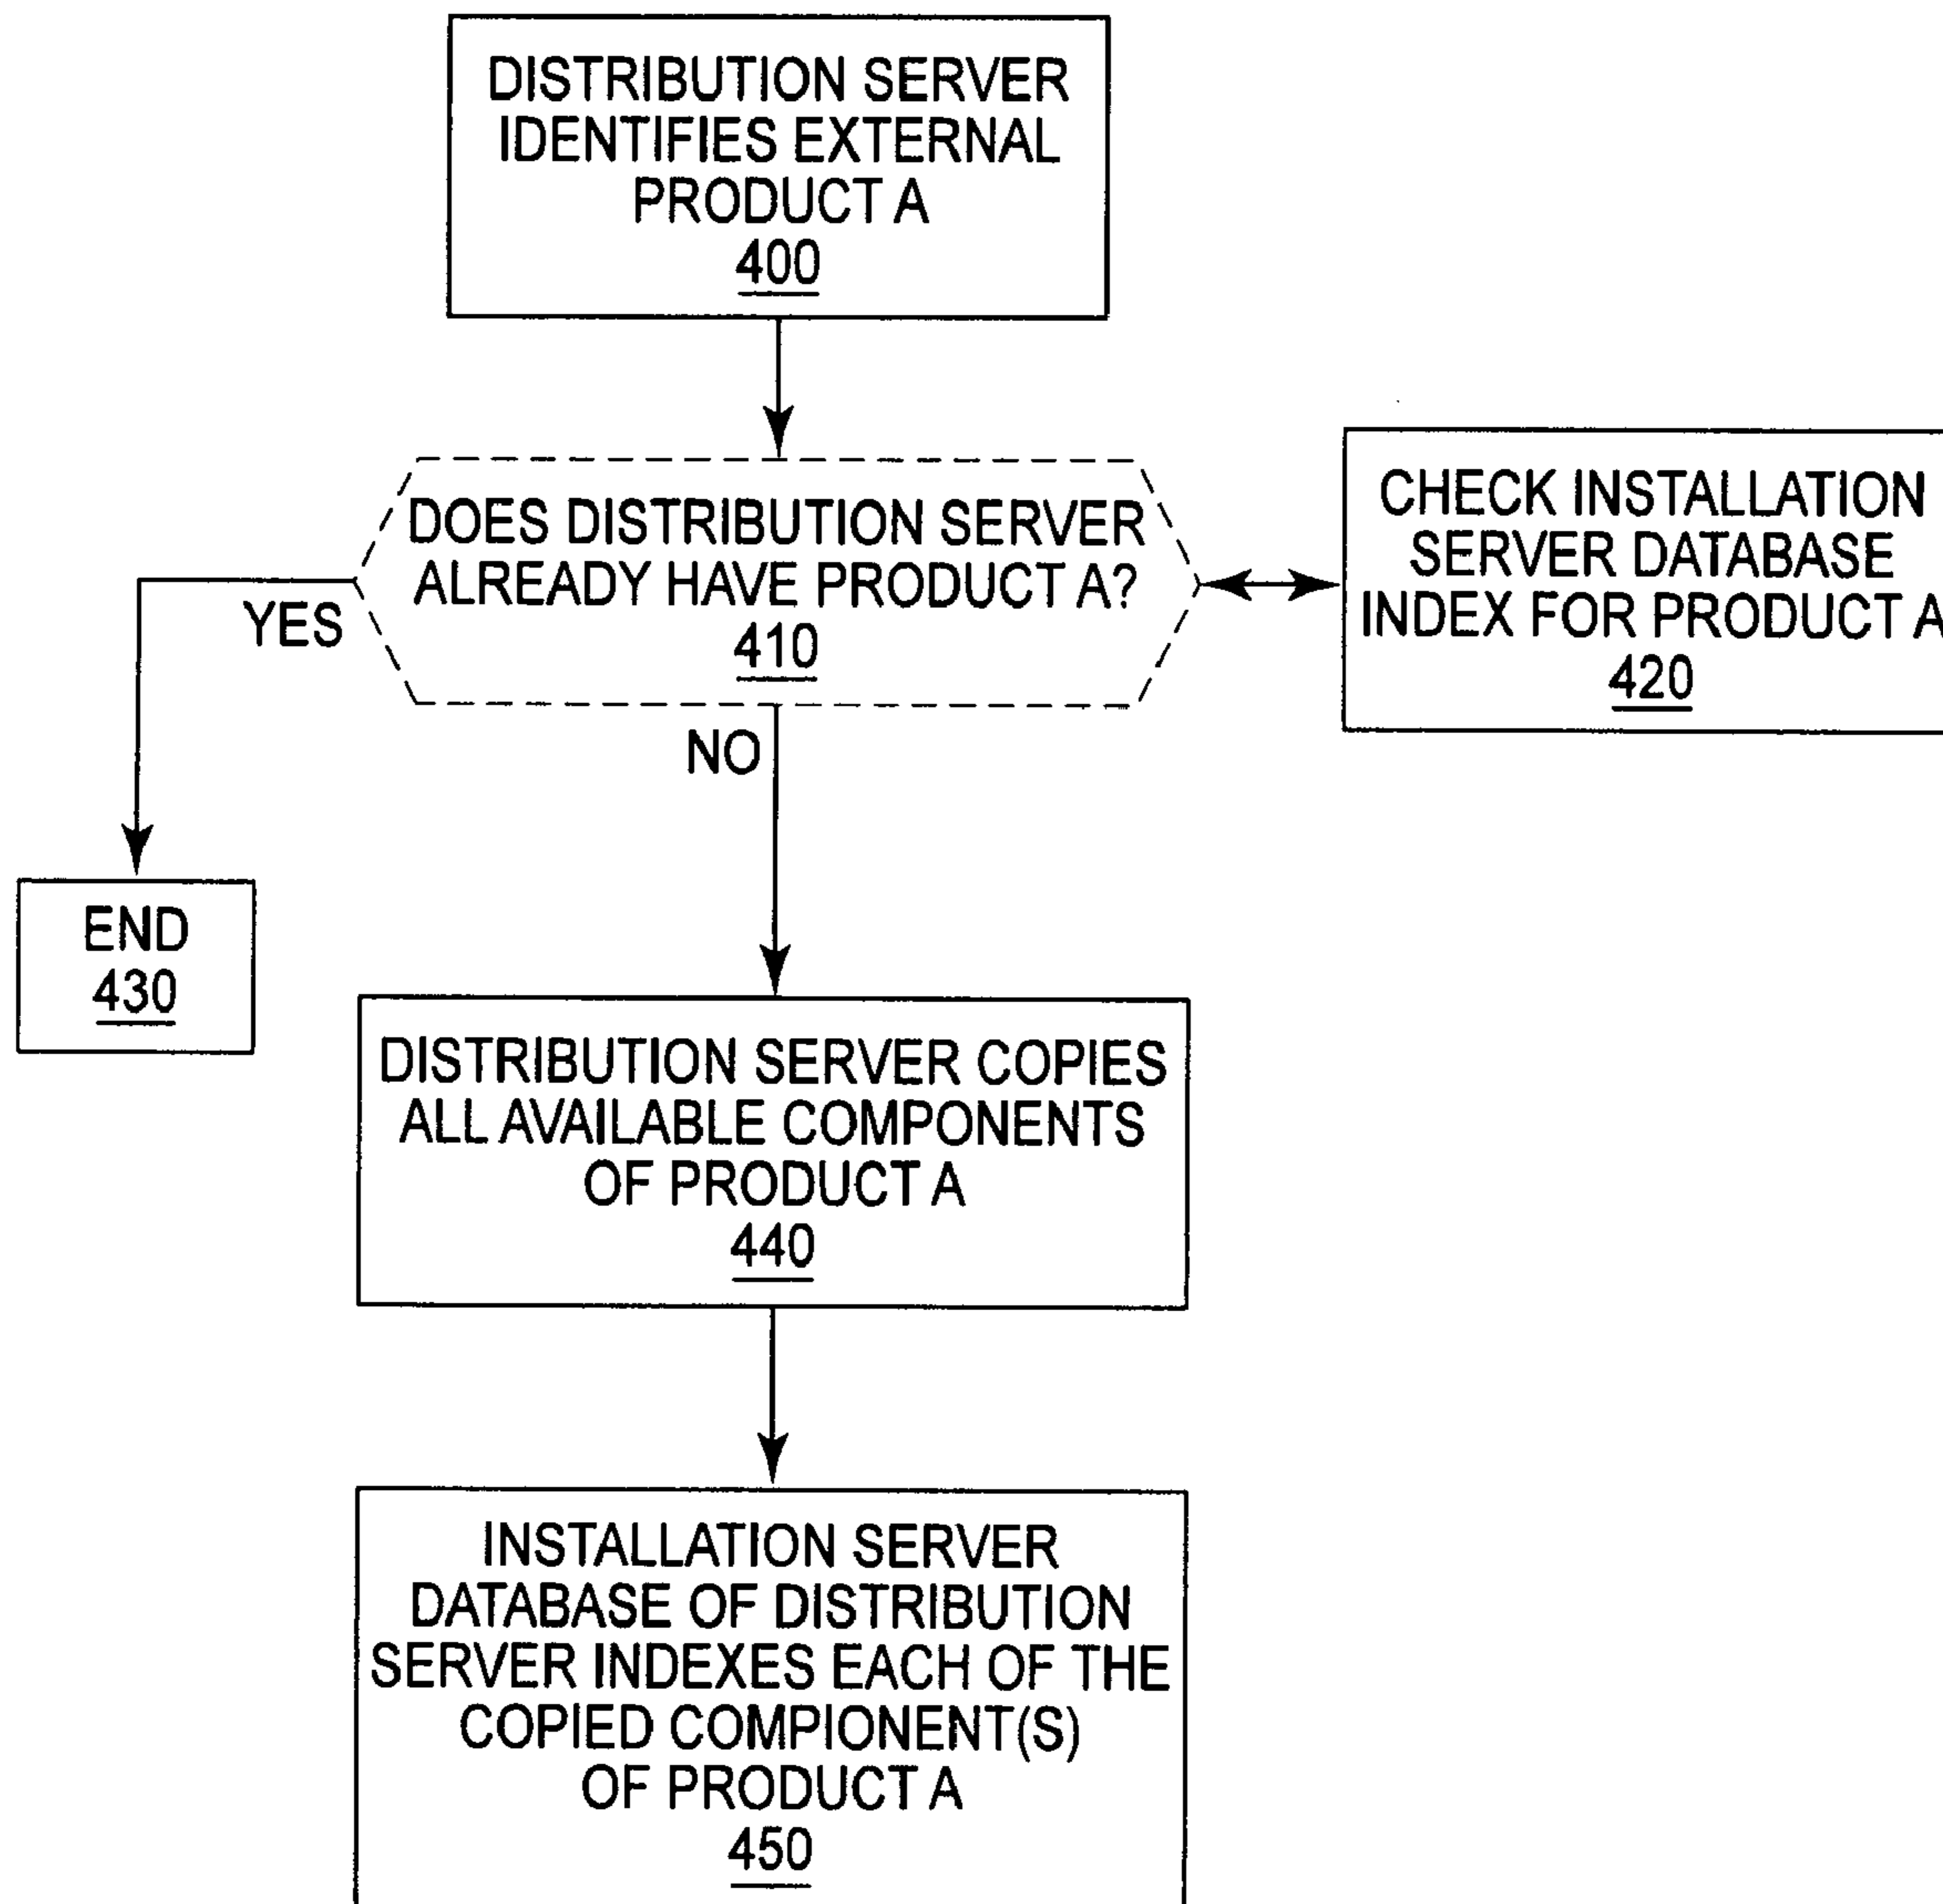 DISTRIBUTION SERVER
IDENTIFIES EXTERNAL
PRODUCT A
400
DOES DISTRIBUTION SERVER
ALREADY HAVE PRODUCT A?
410
CHECK INSTALLATION
SERVER DATABASE
INDEX FOR PRODUCT A
420
YES
NO
END
430
DISTRIBUTION SERVER COPIES
ALL AVAILABLE COMPONENTS
OF PRODUCT A
440
INSTALLATION SERVER
DATABASE OF DISTRIBUTION
SERVER INDEXES EACH OF THE
COPIED COMPIONENT(S)
OF PRODUCT A
450